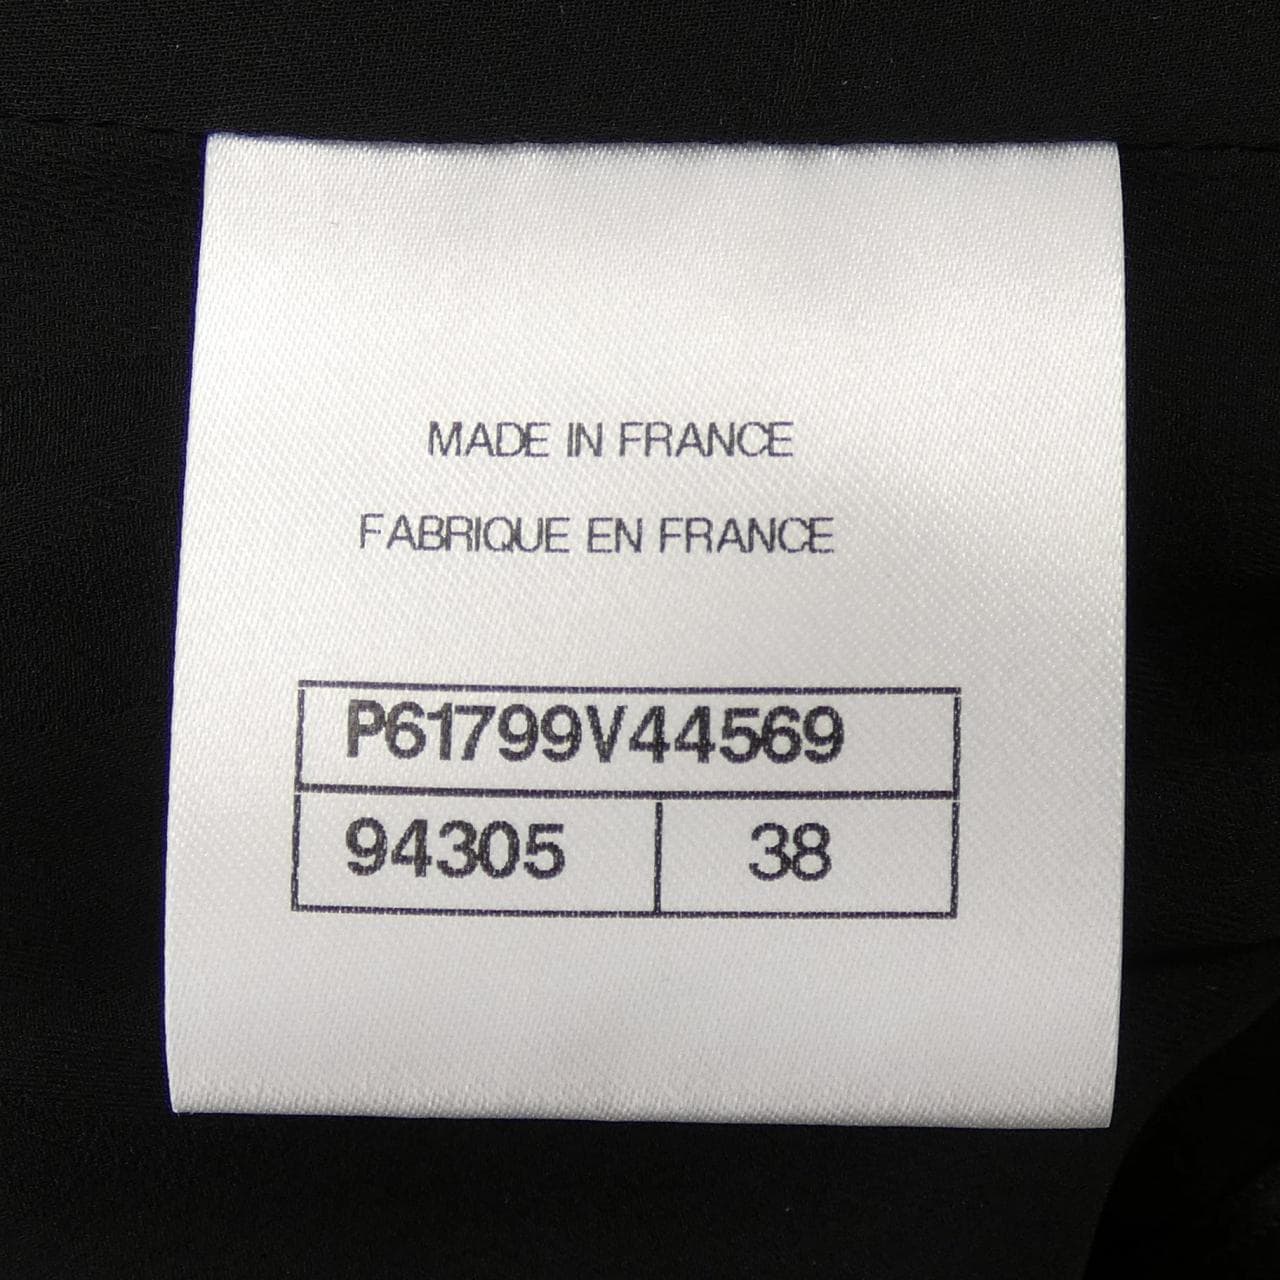 MADE IN FRANCE
FABRIQUE EN FRANCE
P61799V44569
94305 38